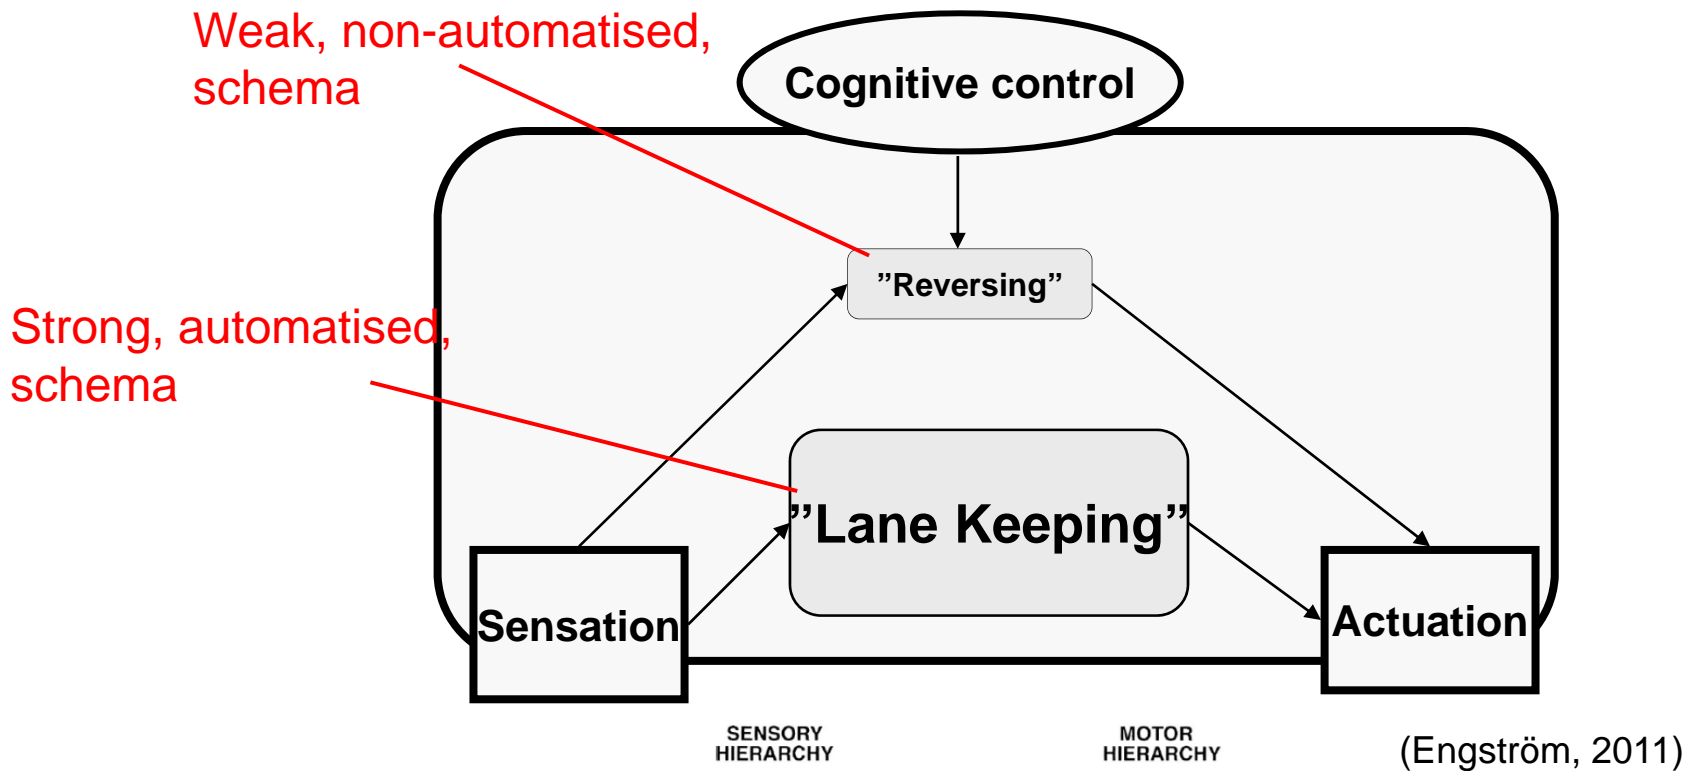 Weak, non-automatised,
schema
Cognitive control
”Reversing”
Strong, automatised,
schema
”Lane Keeping”
Sensation
Actuation
SENSORY
HIERARCHY
MOTOR
HIERARCHY
(Engström, 2011)